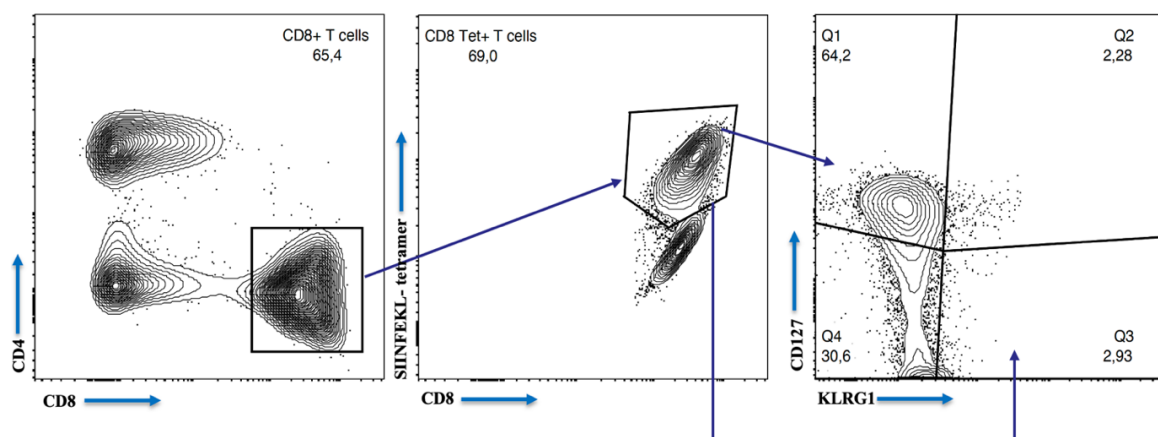 CD8+ T cells
65,4
CD4
CD8
CD8 Tet+ T cells
69,0
SIINFEKL- tetramer
CD8
Q1
64,2
Q2
2,28
Q4
30,6
Q3
2,93
CD127
KLRG1